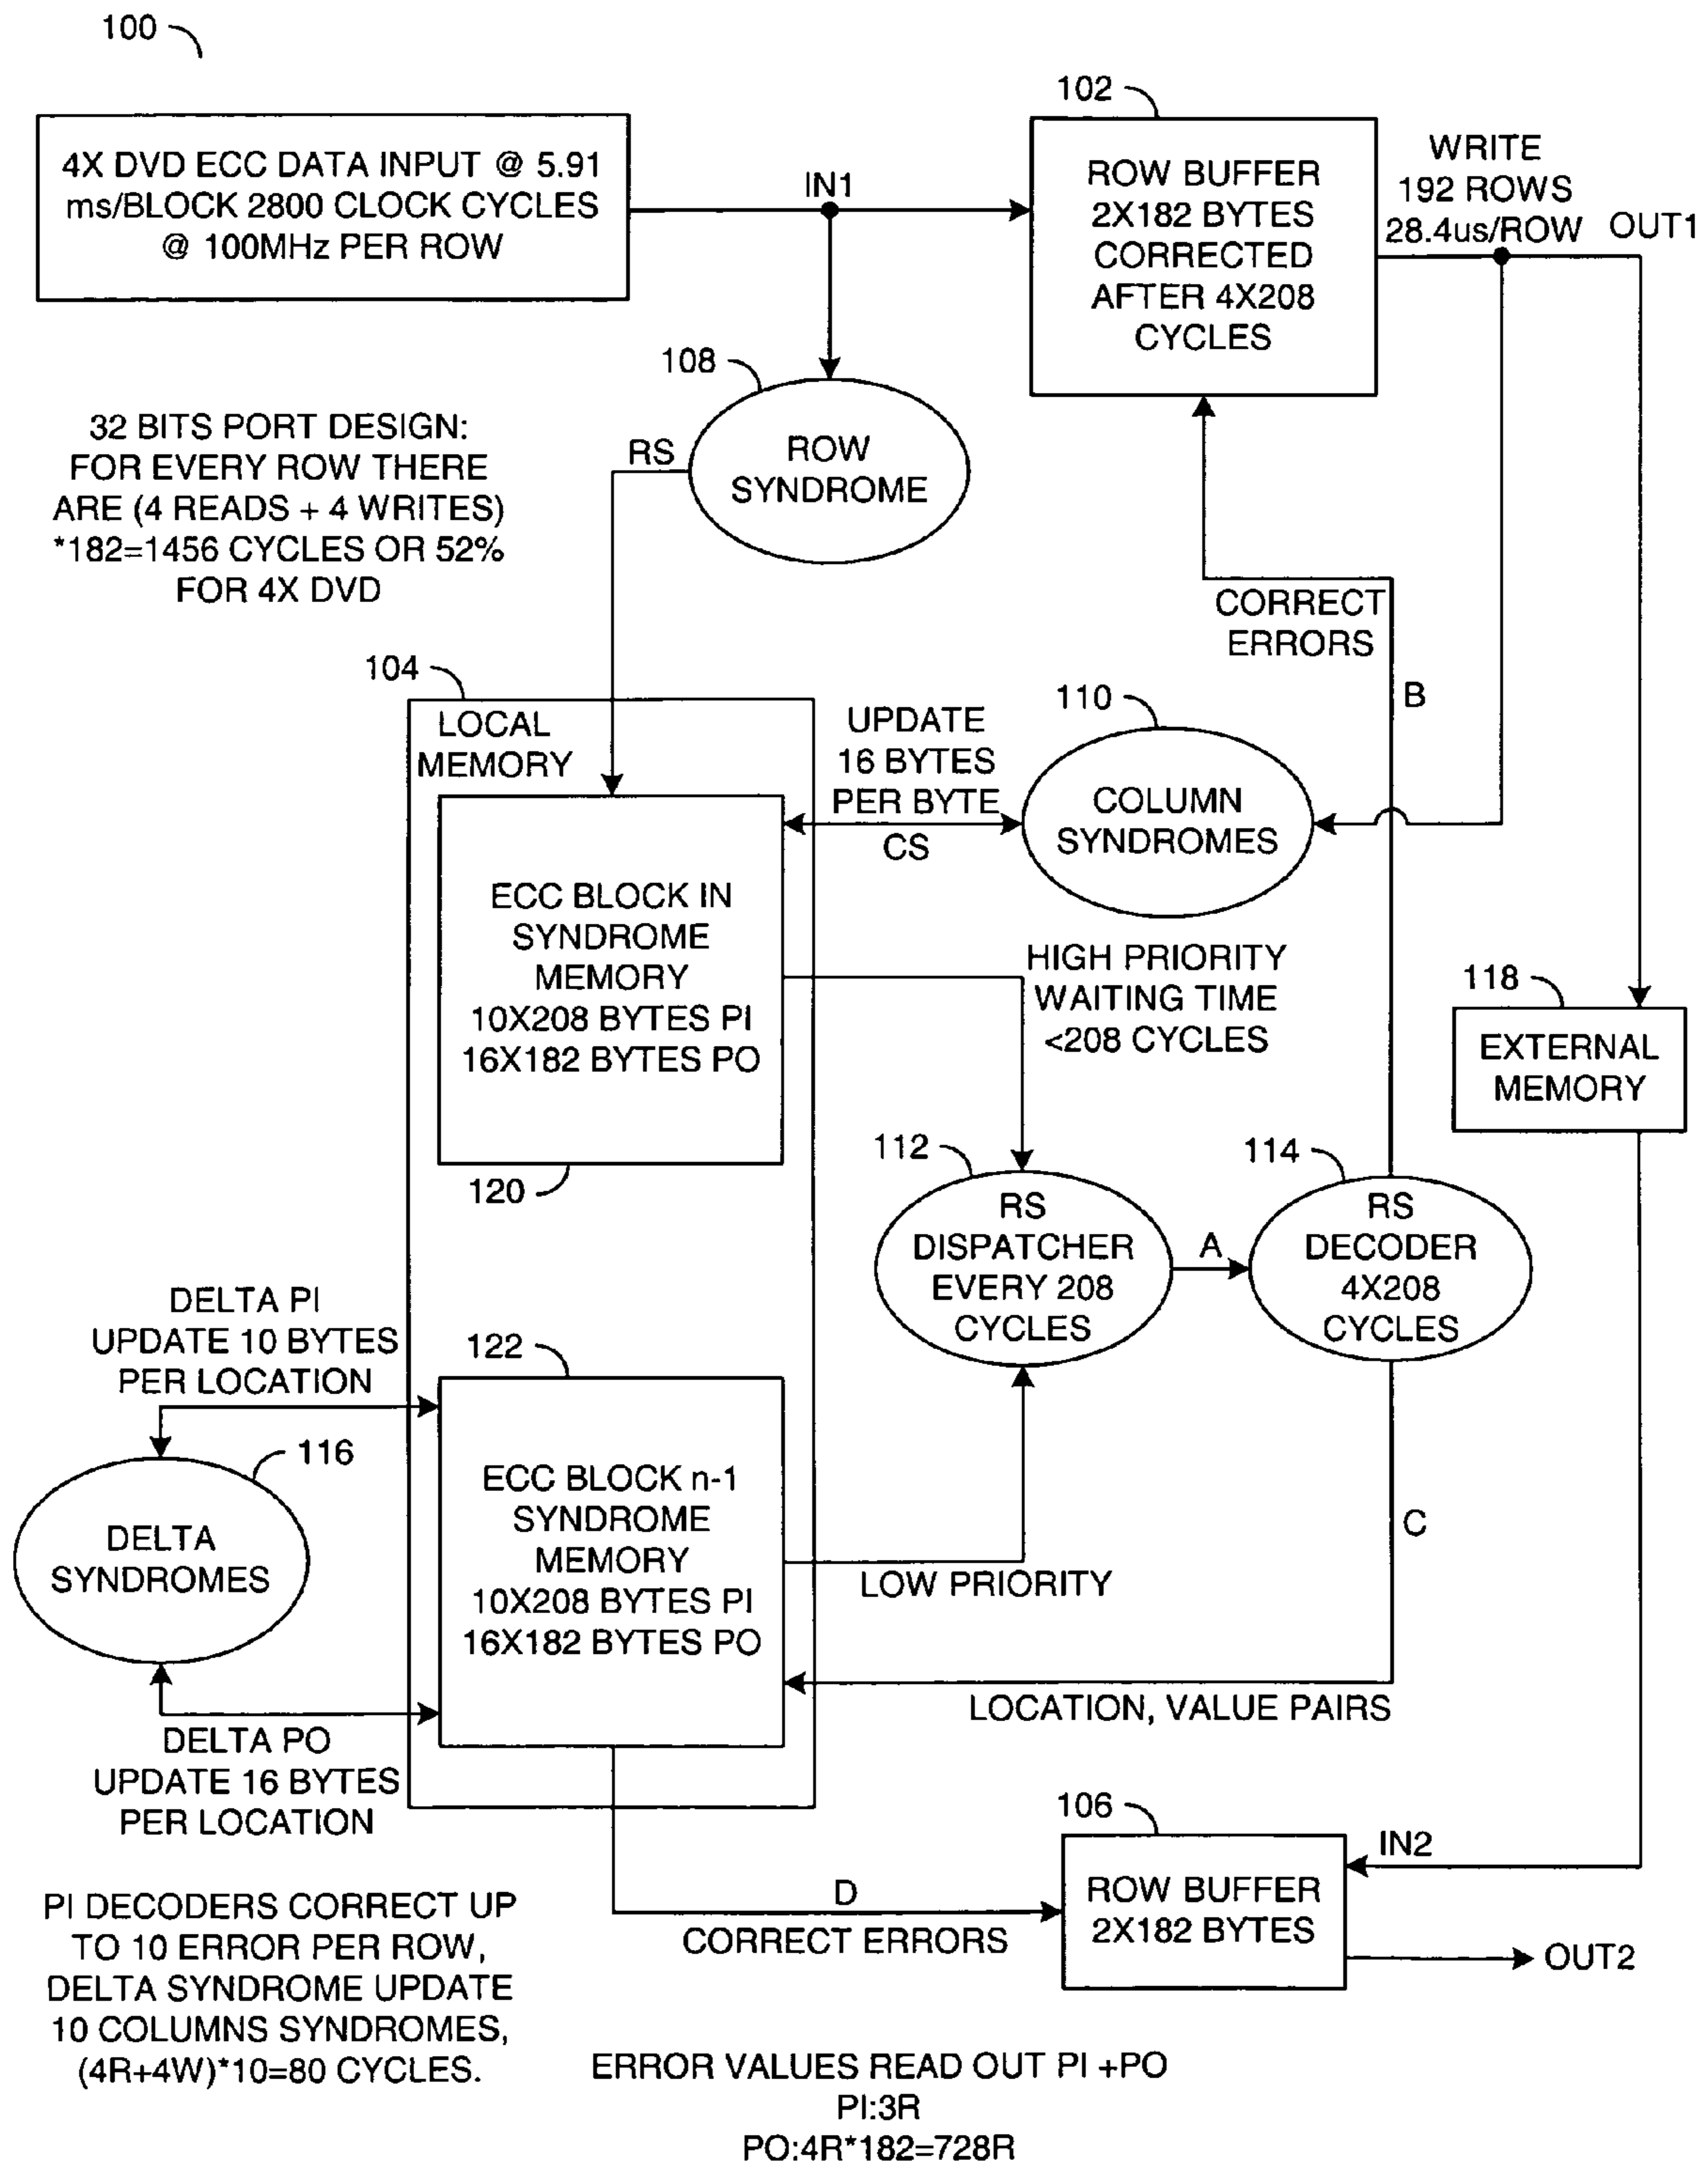 100
102
4X DVD ECC DATA INPUT @ 5.91
ms/BLOCK 2800 CLOCK CYCLES
@ 100MHz PER ROW
IN1
ROW BUFFER
2X182 BYTES
CORRECTED
AFTER 4X208
CYCLES
WRITE
192 ROWS
28.4us/ROW
OUT1
108
ROW
SYNDROME
RS
32 BITS PORT DESIGN:
FOR EVERY ROW THERE
ARE (4 READS + 4 WRITES)
*182=1456 CYCLES OR 52%
FOR 4X DVD
CORRECT
ERRORS
B
104
LOCAL
MEMORY
UPDATE
16 BYTES
PER BYTE
CS
110
COLUMN
SYNDROMES
ECC BLOCK IN
SYNDROME
MEMORY
10X208 BYTES PI
16X182 BYTES PO
120
HIGH PRIORITY
WAITING TIME
<208 CYCLES
118
EXTERNAL
MEMORY
112
RS
DISPATCHER
EVERY 208
CYCLES
A
114
RS
DECODER
4X208
CYCLES
DELTA PI
UPDATE 10 BYTES
PER LOCATION
122
116
DELTA
SYNDROMES
ECC BLOCK n-1
SYNDROME
MEMORY
10X208 BYTES PI
16X182 BYTES PO
LOW PRIORITY
C
LOCATION, VALUE PAIRS
DELTA PO
UPDATE 16 BYTES
PER LOCATION
106
IN2
ROW BUFFER
2X182 BYTES
D
CORRECT ERRORS
OUT2
PI DECODERS CORRECT UP
TO 10 ERROR PER ROW,
DELTA SYNDROME UPDATE
10 COLUMNS SYNDROMES,
(4R+4W)*10=80 CYCLES.
ERROR VALUES READ OUT PI +PO
PI:3R
PO:4R*182=728R